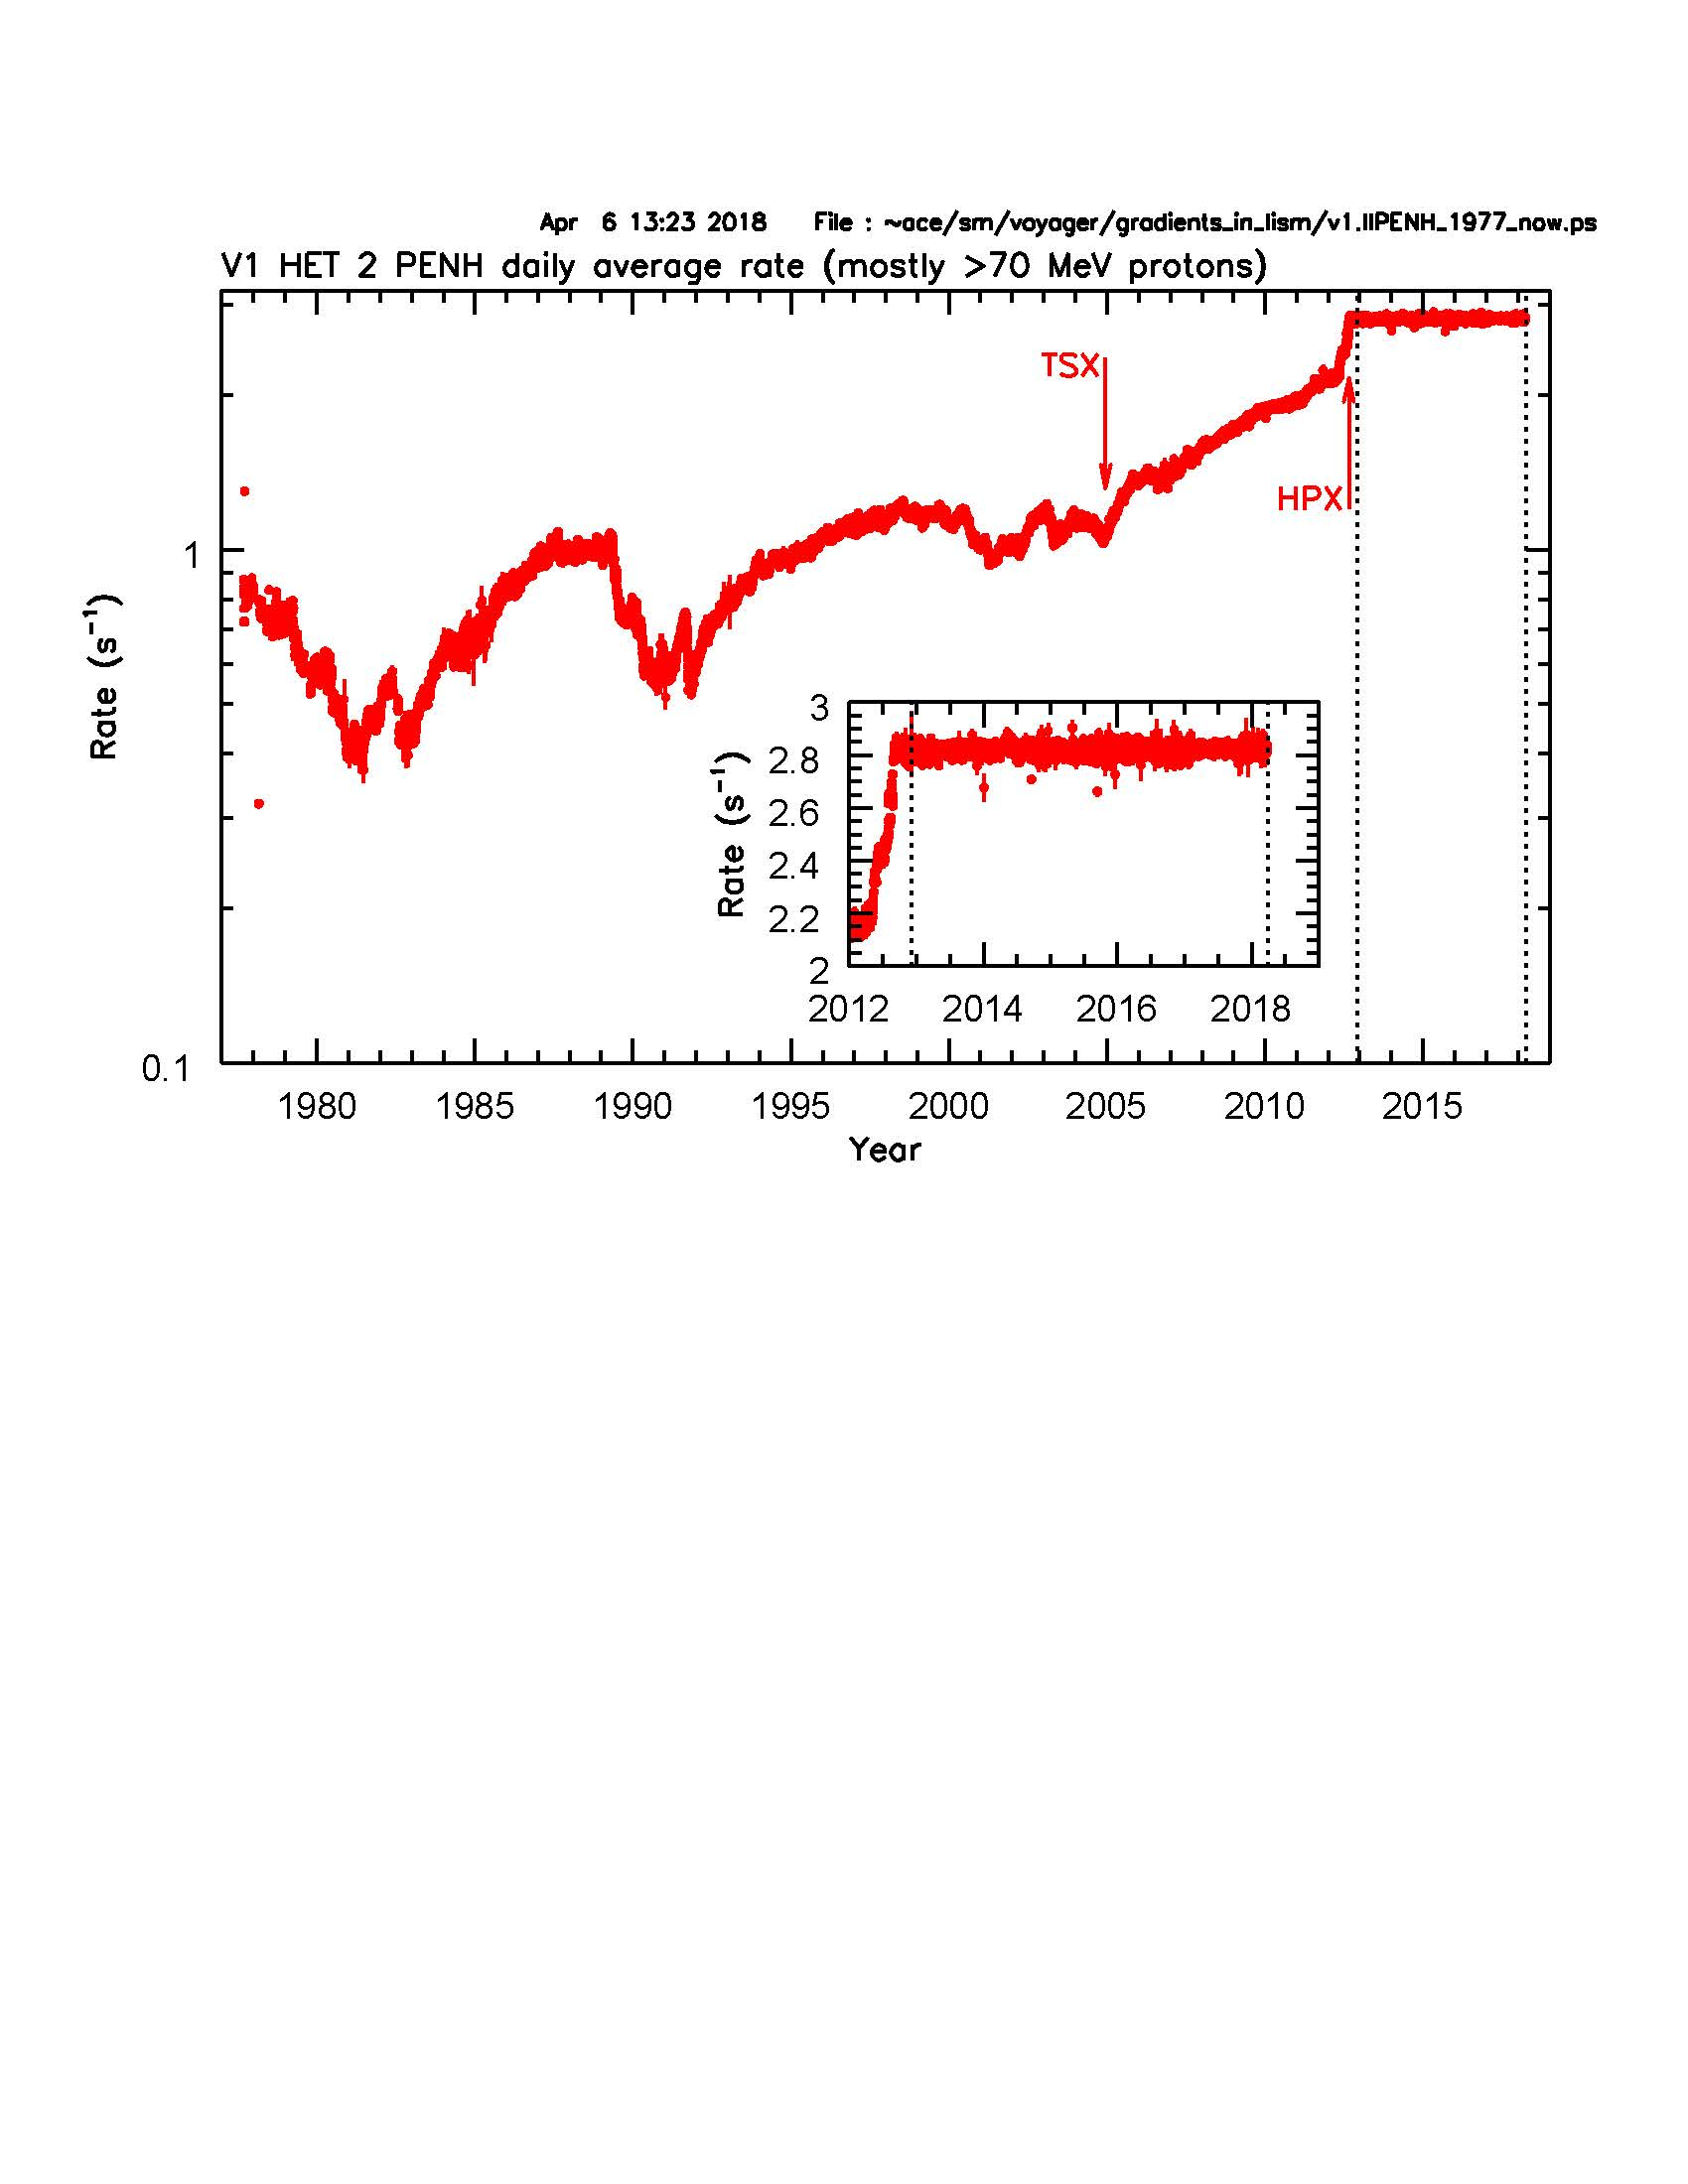 Apr 6 13:23 2018 File : ~ace/sm/voyager/gradients_in_lism/v1.IIPENH_1977_now.ps
V1 HET 2 PENH daily average rate (mostly >70 MeV protons)
TSX
HPX
1
0.1
Rate (s⁻¹)
3
2.8
2.6
2.4
2.2
2
Rate (s⁻¹)
2012 2014 2016 2018
1980 1985 1990 1995 2000 2005 2010 2015
Year